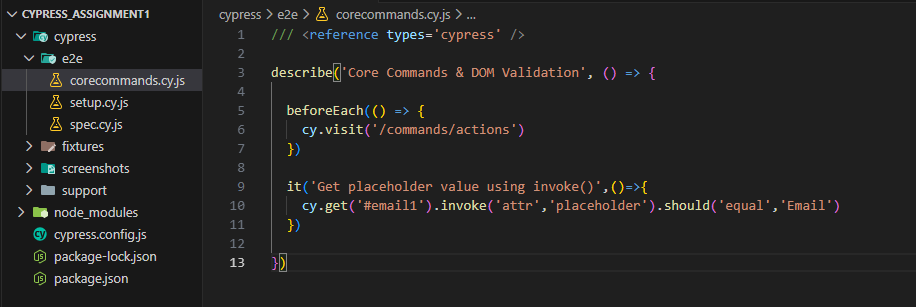 CYPRESS_ASSIGNMENT1
cypress
e2e
corecommands.cy.js
setup.cy.js
spec.cy.js
fixtures
screenshots
support
node_modules
cypress.config.js
package-lock.json
package.json
cypress > e2e > corecommands.cy.js > ...
1 /// <reference types='cypress' />
2
3 describe('Core Commands & DOM Validation', () => {
4
5 beforeEach(() => {
6 cy.visit('/commands/actions')
7 })
8
9 it('Get placeholder value using invoke()',()=>{
10 cy.get('#email1').invoke('attr','placeholder').should('equal','Email')
11 })
12
13 })